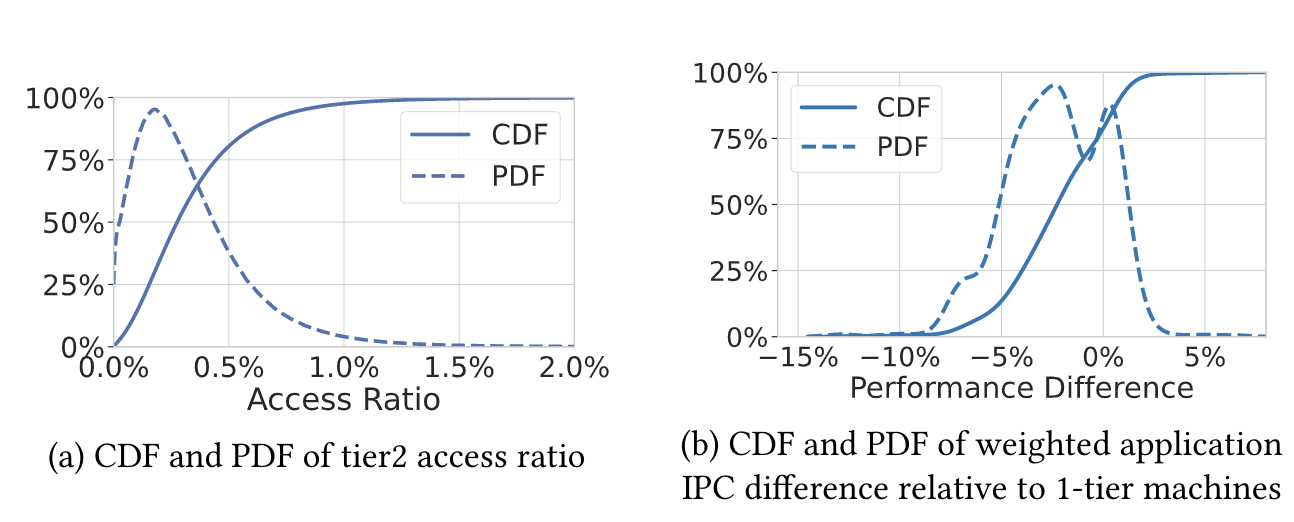 100%
75%
50%
25%
0%
0.0%
0.5%
1.0%
1.5%
2.0%
Access Ratio
CDF
PDF
(a) CDF and PDF of tier2 access ratio
100%
75%
50%
25%
0%
−15%
−10%
−5%
0%
5%
Performance Difference
CDF
PDF
(b) CDF and PDF of weighted application
IPC difference relative to 1-tier machines